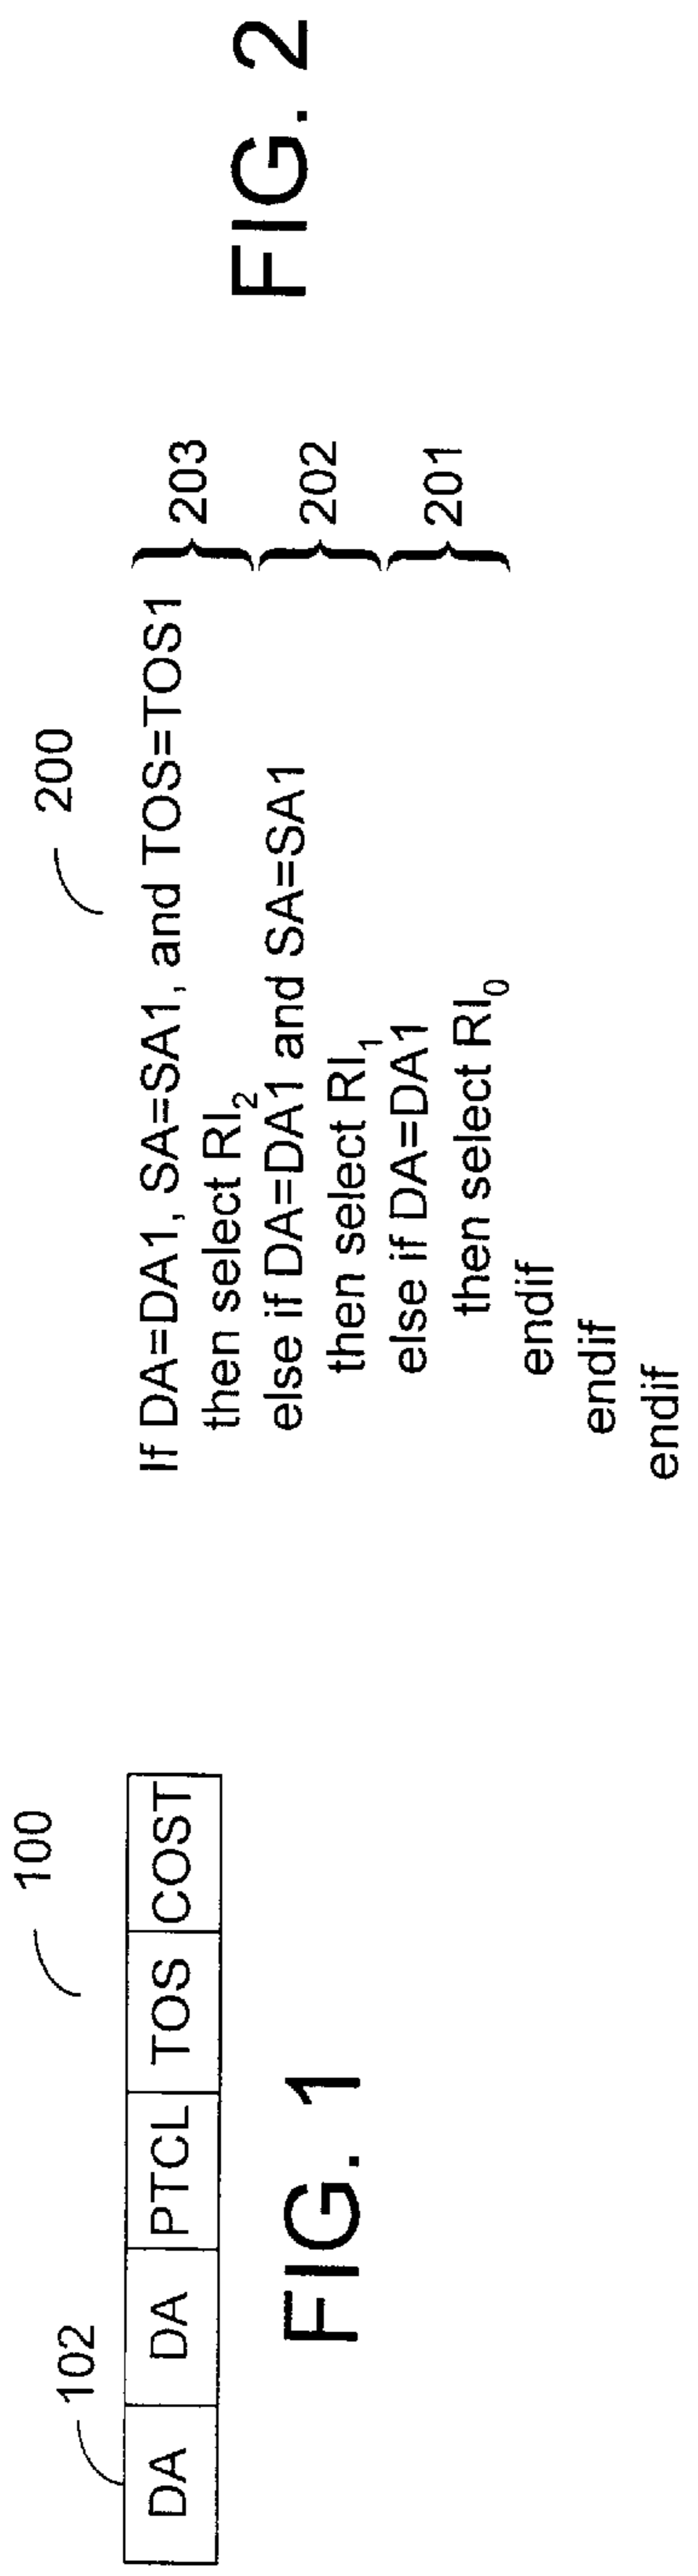 100
102
DA DA PTCL TOS COST
FIG. 1
200
If DA=DA1, SA=SA1, and TOS=TOS1
then select RI2
203
else if DA=DA1 and SA=SA1
then select RI1
202
else if DA=DA1
then select RI0
201
endif
endif
endif
FIG. 2